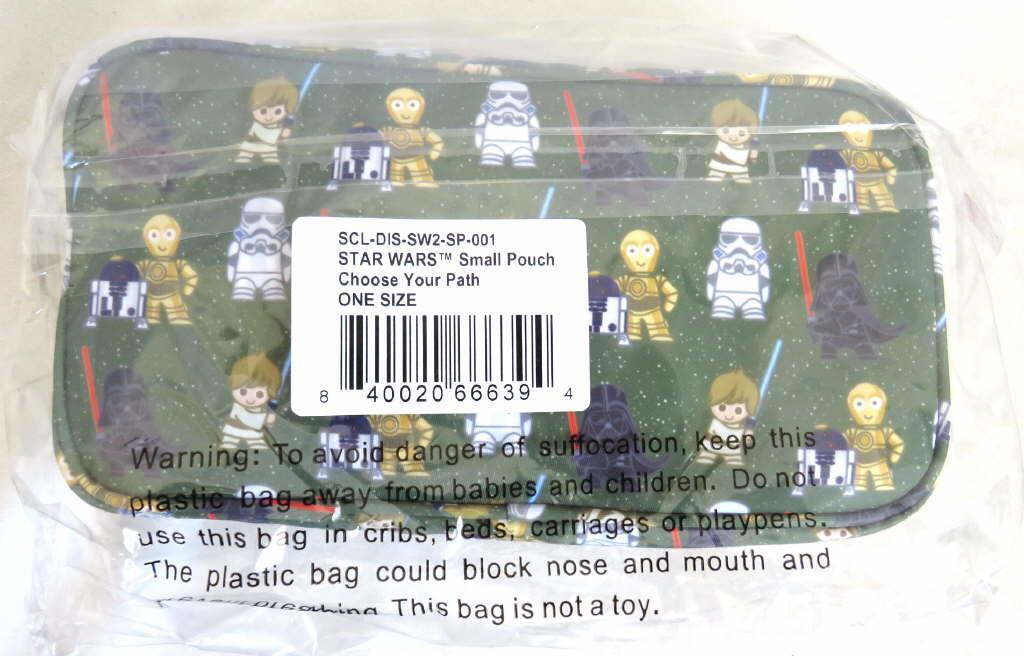 SCL-DIS-SW2-SP-001
STAR WARS™ Small Pouch
Choose Your Path
ONE SIZE
8 40020 66639 4
Warning: To avoid danger of suffocation, keep this
plastic bag away from babies and children. Do not
use this bag in cribs, beds, carriages or playpens.
The plastic bag could block nose and mouth and
This bag is not a toy.